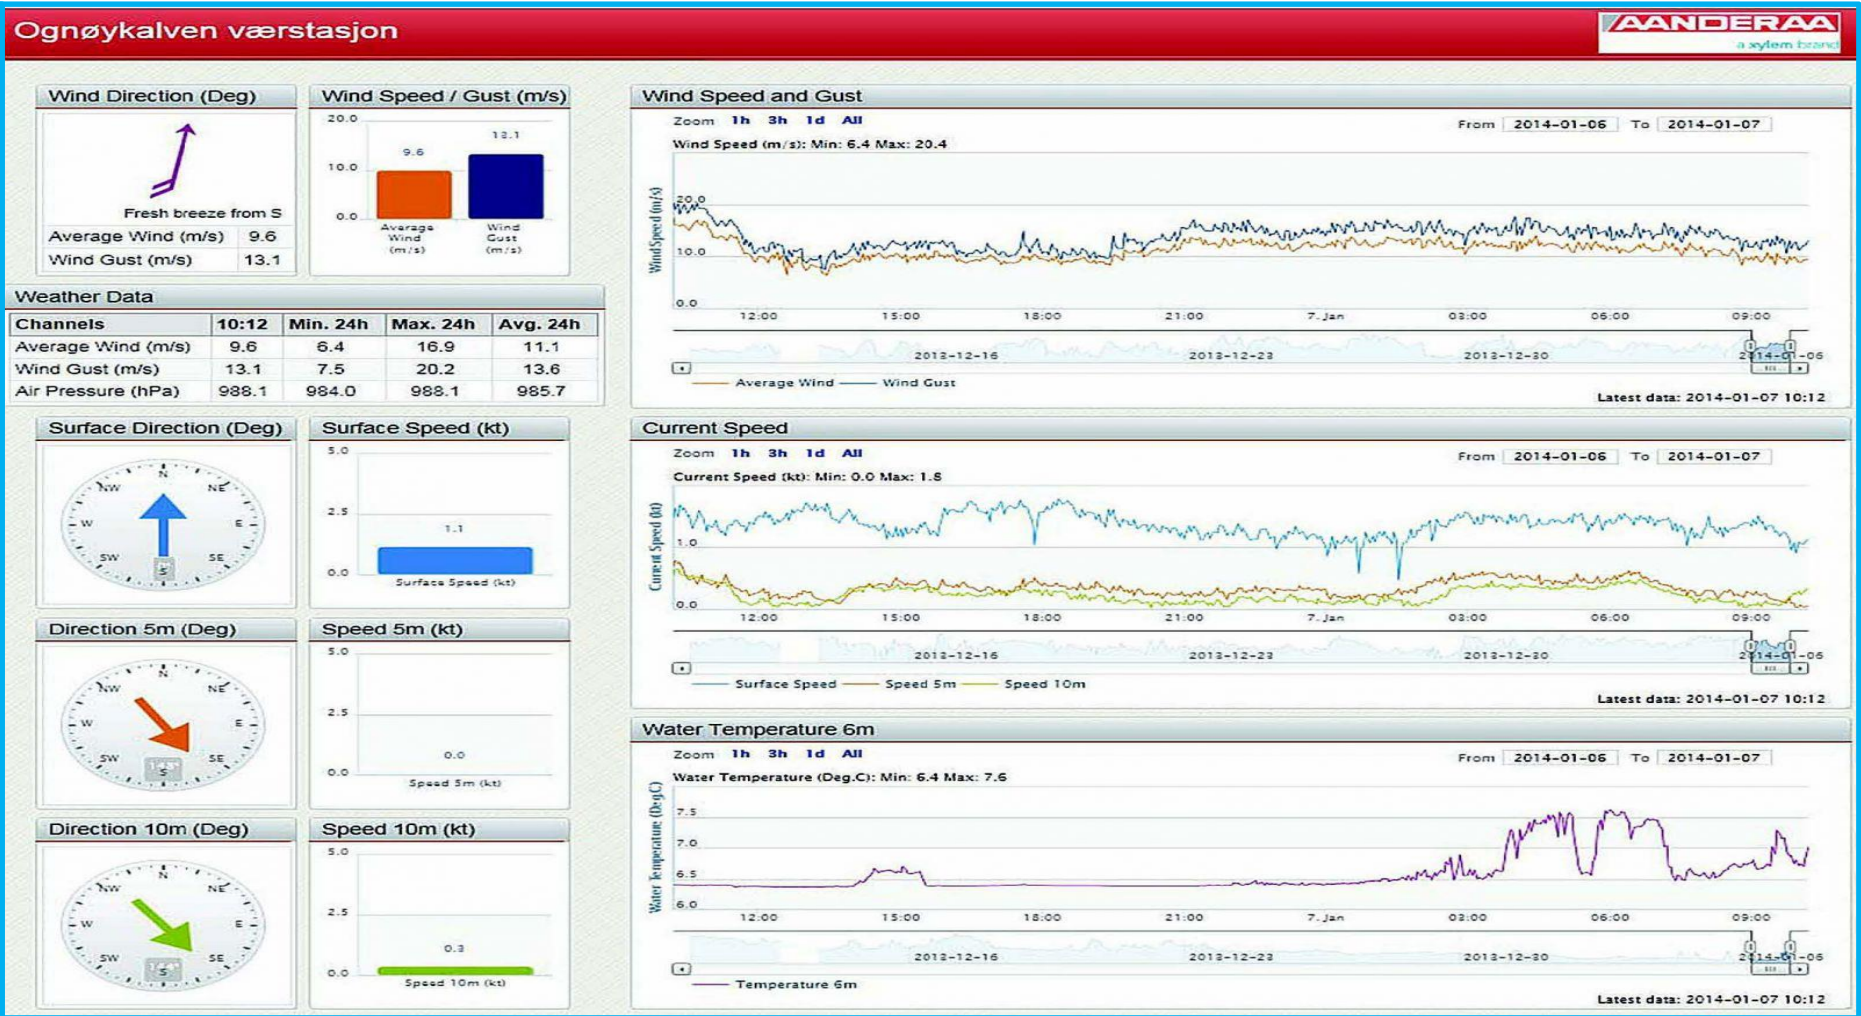 Ognøykalven værstasjon
AANDERAA
a xylem brand
Wind Direction (Deg)
Fresh breeze from S
Average Wind (m/s) 9.6
Wind Gust (m/s) 13.1
Wind Speed / Gust (m/s)
20.0
13.1
9.6
10.0
0.0
Average Wind (m/s)
Wind Gust (m/s)
Weather Data
Channels 10:12 Min. 24h Max. 24h Avg. 24h
Average Wind (m/s) 9.6 6.4 16.9 11.1
Wind Gust (m/s) 13.1 7.5 20.2 13.6
Air Pressure (hPa) 988.1 984.0 988.1 985.7
Surface Direction (Deg)
N
NW NE
W E
SW SE
S
Surface Speed (kt)
5.0
2.5
1.1
0.0
Surface Speed (kt)
Direction 5m (Deg)
N
NW NE
W E
SW SE
S
Speed 5m (kt)
5.0
2.5
0.0
0.0
Speed 5m (kt)
Direction 10m (Deg)
N
NW NE
W E
SW SE
S
Speed 10m (kt)
5.0
2.5
0.3
0.0
Speed 10m (kt)
Wind Speed and Gust
Zoom 1h 3h 1d All
From 2014-01-06 To 2014-01-07
Wind Speed (m/s): Min: 6.4 Max: 20.4
WindSpeed (m/s)
20.0
10.0
0.0
12:00 15:00 18:00 21:00 7. Jan 03:00 06:00 09:00
2013-12-16 2013-12-23 2013-12-30 2014-01-06
Average Wind Wind Gust
Latest data: 2014-01-07 10:12
Current Speed
Zoom 1h 3h 1d All
From 2014-01-06 To 2014-01-07
Current Speed (kt): Min: 0.0 Max: 1.8
Current Speed (kt)
1.0
0.0
12:00 15:00 18:00 21:00 7. Jan 03:00 06:00 09:00
2013-12-16 2013-12-23 2013-12-30 2014-01-06
Surface Speed Speed 5m Speed 10m
Latest data: 2014-01-07 10:12
Water Temperature 6m
Zoom 1h 3h 1d All
From 2014-01-06 To 2014-01-07
Water Temperature (Deg.C): Min: 6.4 Max: 7.6
Water Temperature (Deg.C)
7.5
7.0
6.5
6.0
12:00 15:00 18:00 21:00 7. Jan 03:00 06:00 09:00
2013-12-16 2013-12-23 2013-12-30 2014-01-06
Temperature 6m
Latest data: 2014-01-07 10:12